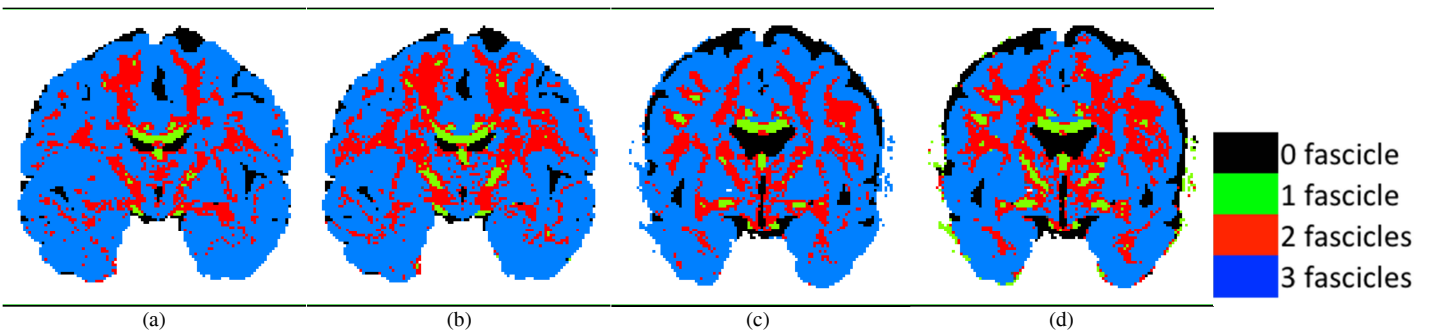 0 fascicle
1 fascicle
2 fascicles
3 fascicles
(a) (b) (c) (d)